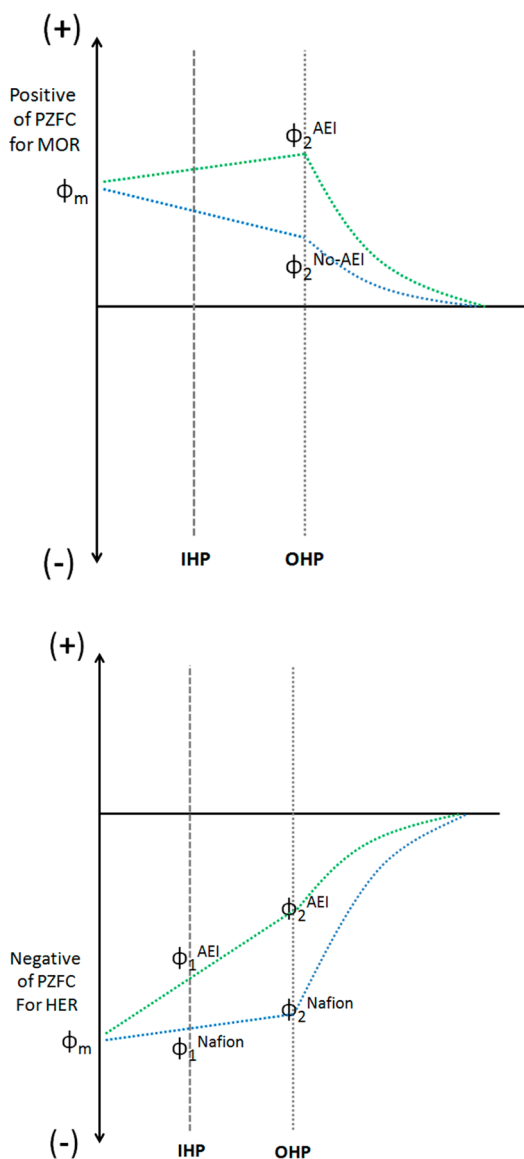 (+)
Positive
of PZFC
for MOR
ϕm
ϕ2AEI
ϕ2No-AEI
(-)
IHP
OHP
(+)
Negative
of PZFC
For HER
ϕm
ϕ1AEI
ϕ2AEI
ϕ1Nafion
ϕ2Nafion
(-)
IHP
OHP